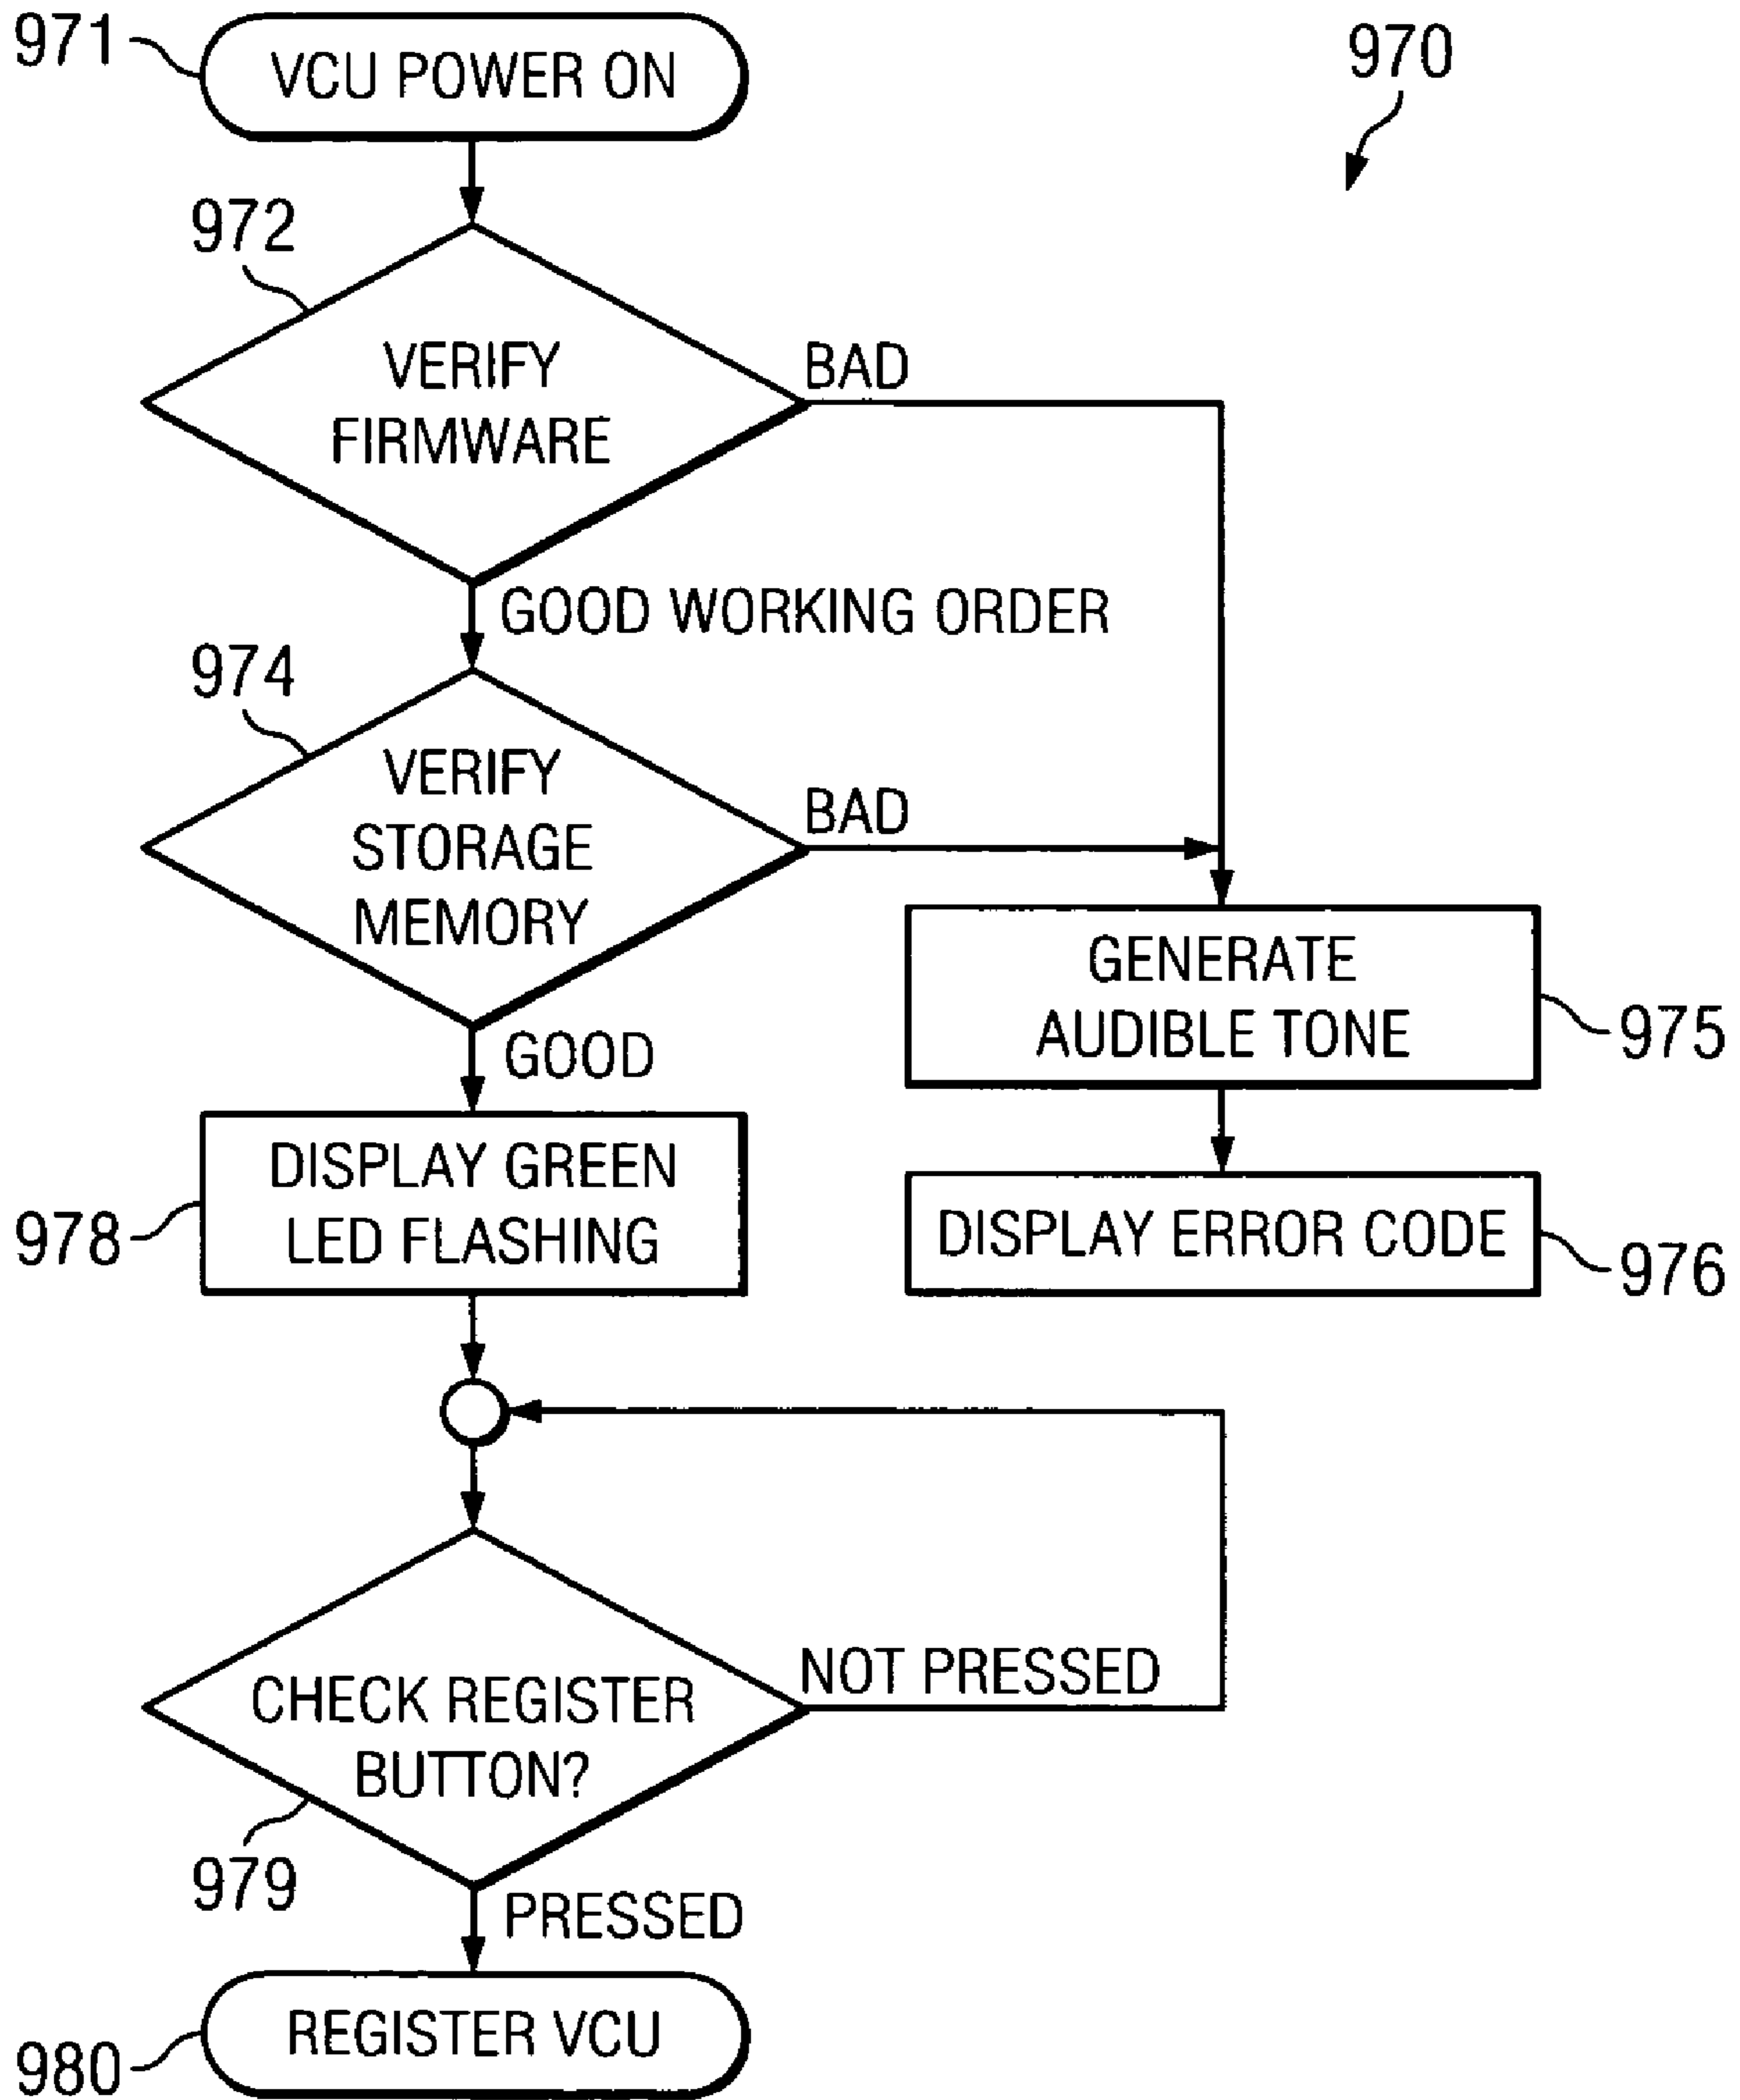 971
VCU POWER ON
970
972
VERIFY
FIRMWARE
BAD
GOOD WORKING ORDER
974
VERIFY
STORAGE
MEMORY
BAD
GENERATE
AUDIBLE TONE
975
GOOD
DISPLAY GREEN
LED FLASHING
978
DISPLAY ERROR CODE
976
CHECK REGISTER
BUTTON?
NOT PRESSED
979
PRESSED
REGISTER VCU
980